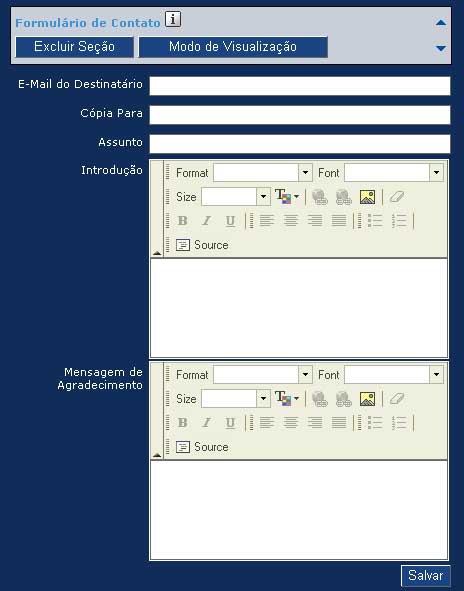 Formulário de Contato i
Excluir Seção Modo de Visualização
E-Mail do Destinatário
Cópia Para
Assunto
Introdução
Format Font
Size T
B I U
Source
Mensagem de
Agradecimento
Format Font
Size T
B I U
Source
Salvar